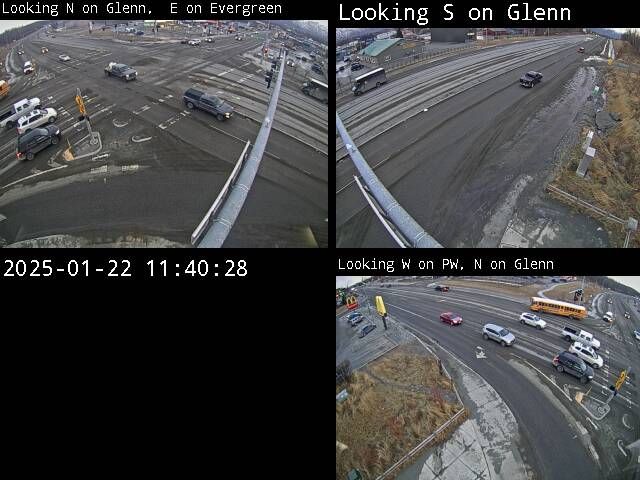 Looking N on Glenn,  E on Evergreen
Looking S on Glenn
2025-01-22 11:40:28
Looking W on PW, N on Glenn